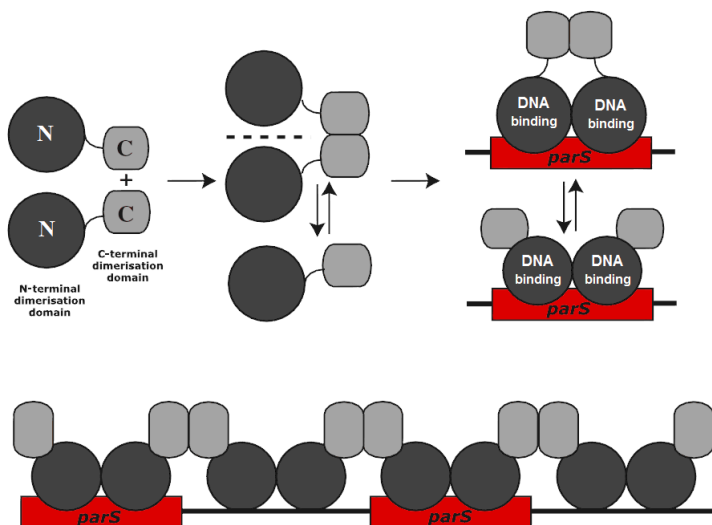 N
C
+
C
N
C-terminal
dimerisation
domain
N-terminal
dimerisation
domain
DNA
binding
DNA
binding
parS
DNA
binding
DNA
binding
parS
parS
parS